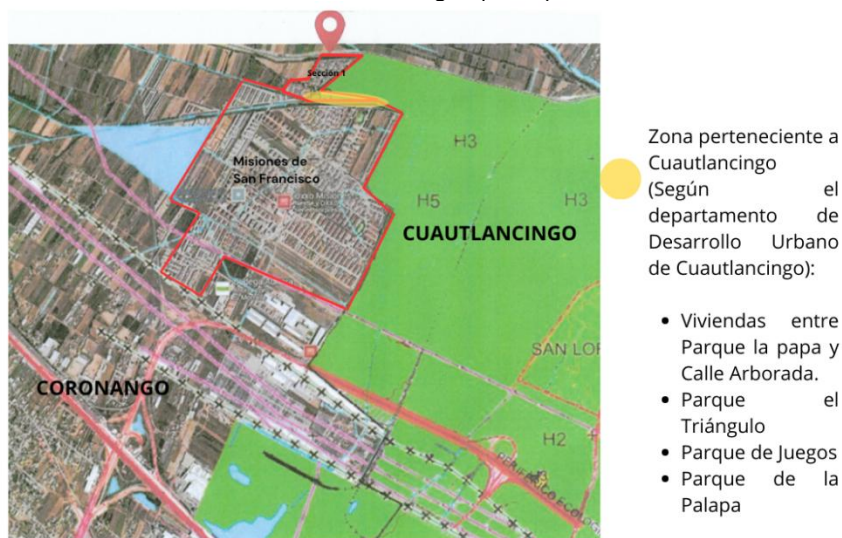 Sección 1
H3
Misiones de
San Francisco
H5
H3
CUAUTLANCINGO
SAN LOR
CORONANGO
H2
Zona perteneciente a
Cuautlancingo
(Según el
departamento de
Desarrollo Urbano
de Cuautlancingo):
• Viviendas entre
Parque la papa y
Calle Arborada.
• Parque el
Triángulo
• Parque de Juegos
• Parque de la
Palapa